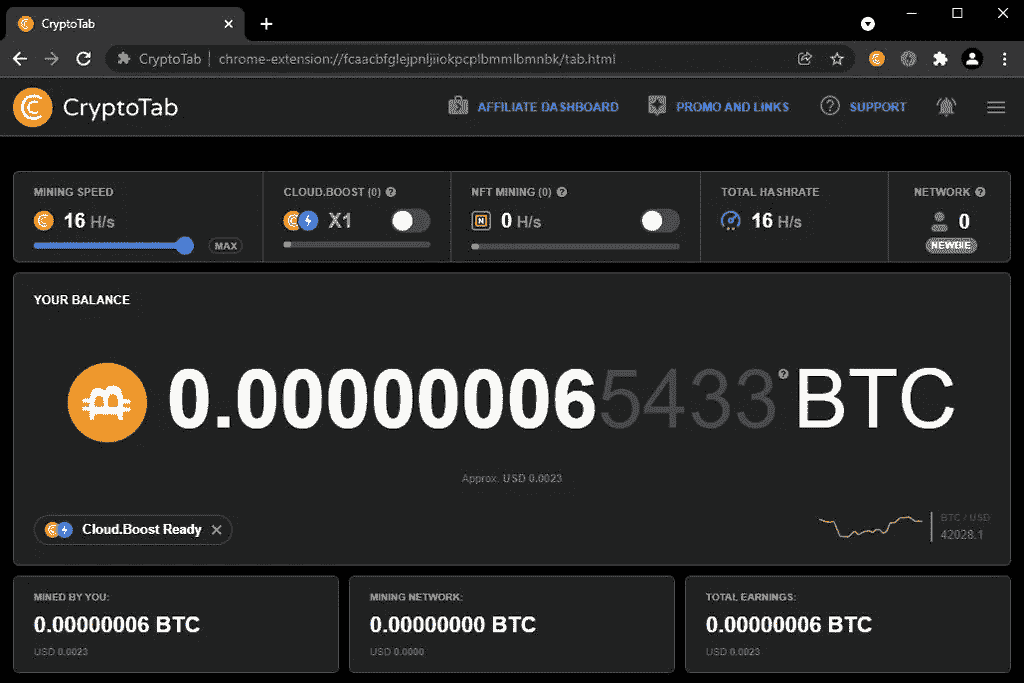 CryptoTab
CryptoTab | chrome-extension://fcaacbfglejpnljiiokpcplbmmlbmnbk/tab.html
CryptoTab
AFFILIATE DASHBOARD
PROMO AND LINKS
SUPPORT
MINING SPEED
16 H/s
MAX
CLOUD.BOOST (0)
X1
NFT MINING (0)
0 H/s
TOTAL HASHRATE
16 H/s
NETWORK
0
NEWBIE
YOUR BALANCE
0.000000065433 BTC
Approx. USD 0.0023
Cloud.Boost Ready
BTC / USD
42028.1
MINED BY YOU:
0.00000006 BTC
USD 0.0023
MINING NETWORK:
0.00000000 BTC
USD 0.0000
TOTAL EARNINGS:
0.00000006 BTC
USD 0.0023